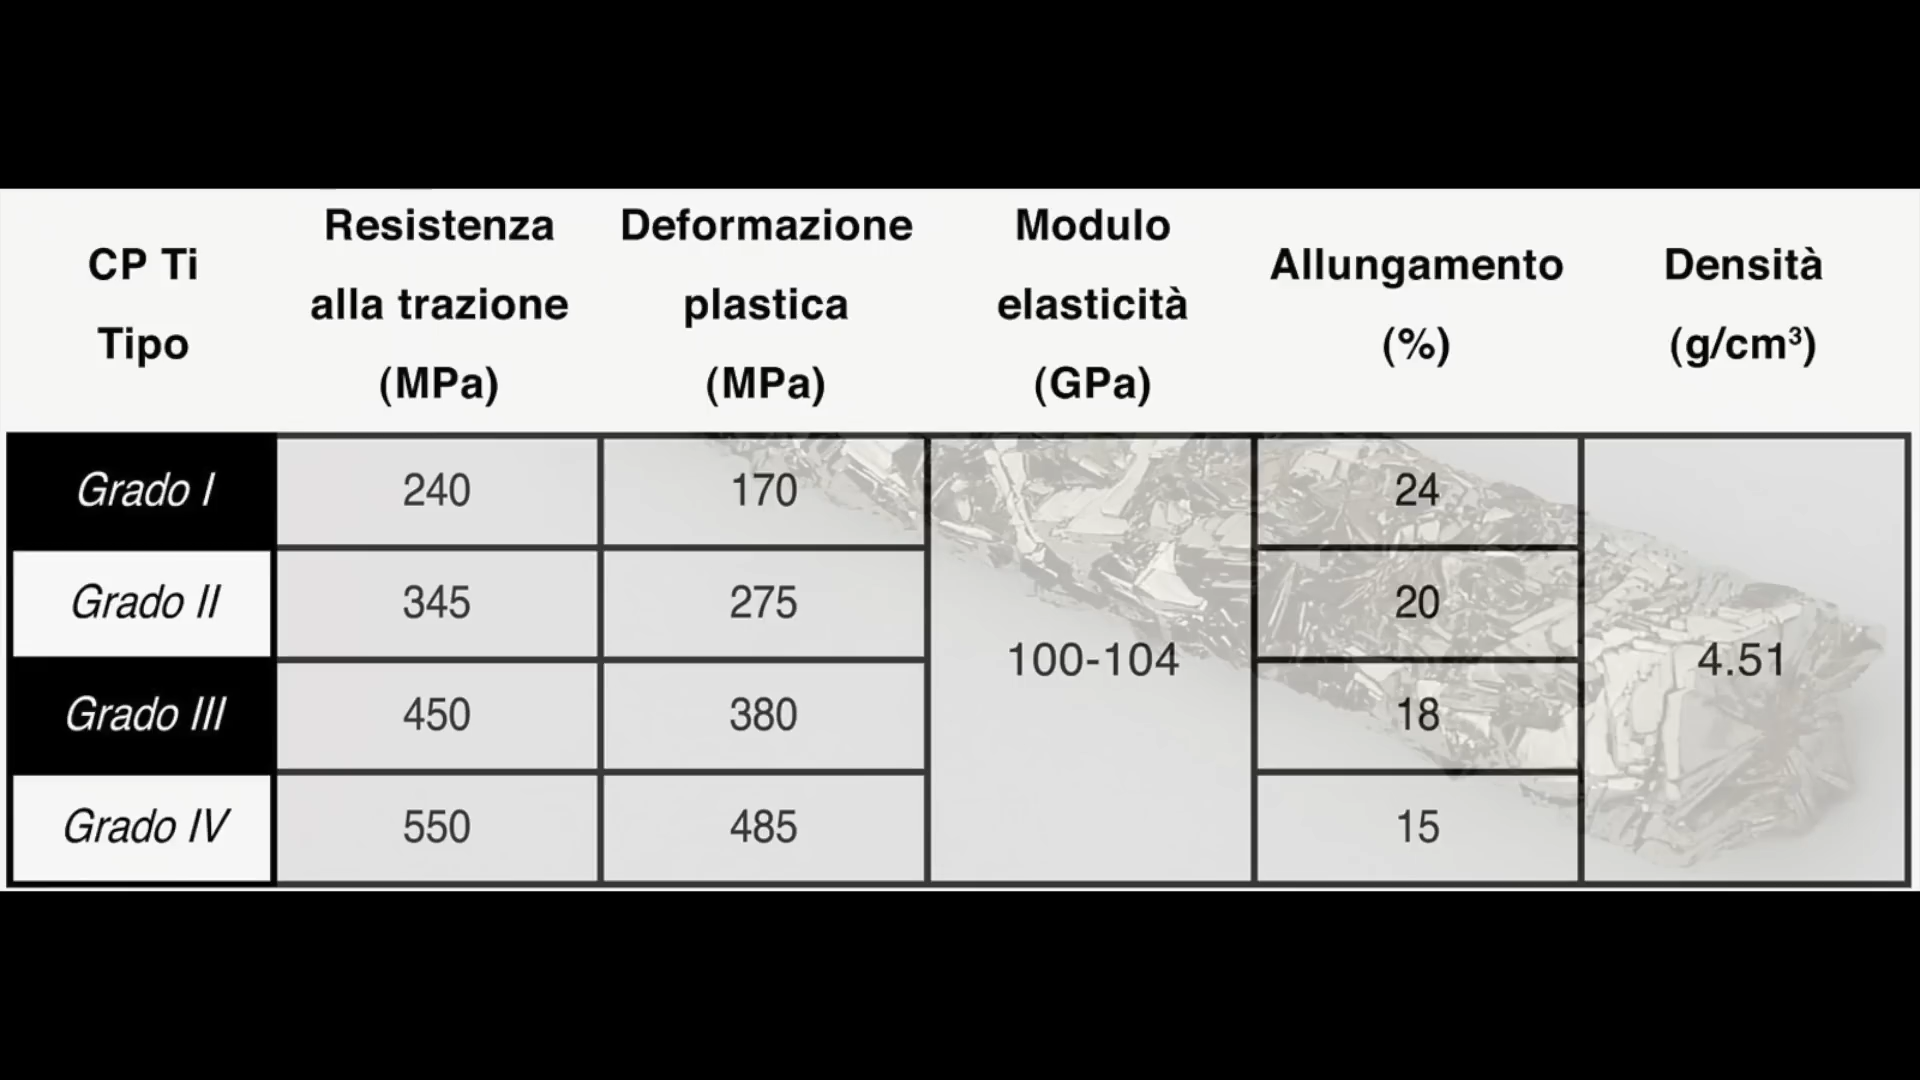 CP Ti
Tipo
Resistenza
alla trazione
(MPa)
Deformazione
plastica
(MPa)
Modulo
elasticità
(GPa)
Allungamento
(%)
Densità
(g/cm³)
Grado I
240
170
24
Grado II
345
275
20
100-104
4.51
Grado III
450
380
18
Grado IV
550
485
15